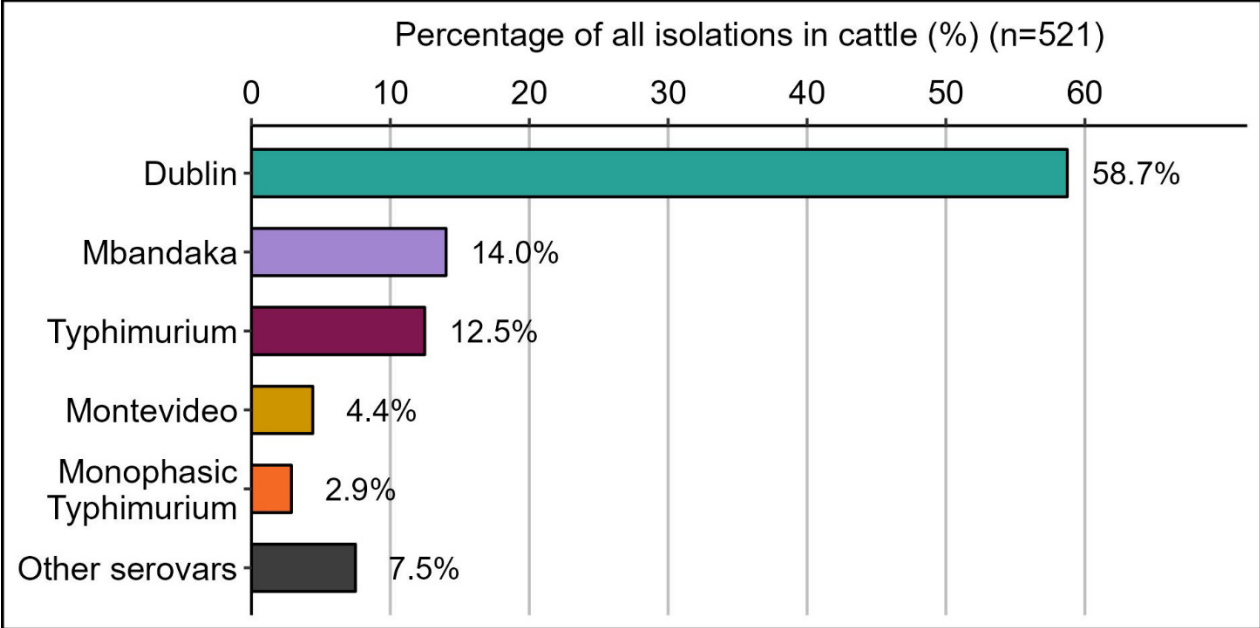 Percentage of all isolations in cattle (%) (n=521)
0 10 20 30 40 50 60
Dublin 58.7%
Mbandaka 14.0%
Typhimurium 12.5%
Montevideo 4.4%
Monophasic
Typhimurium 2.9%
Other serovars 7.5%